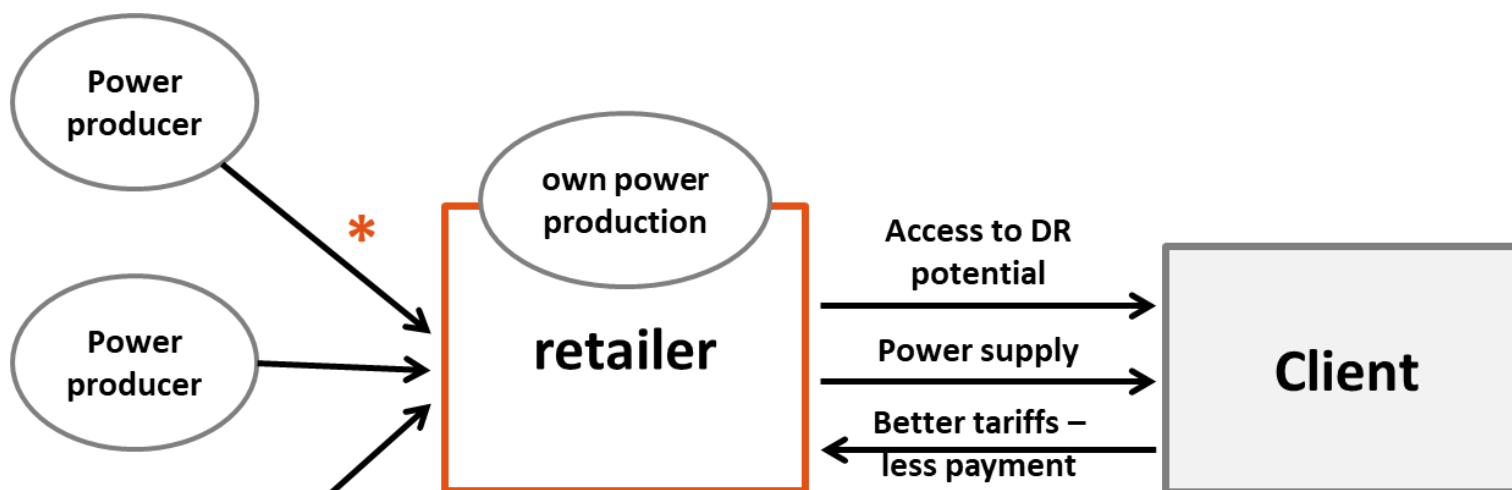 Power
producer
*
own power
production
retailer
Power
producer
Access to DR
potential
Power supply
Better tariffs –
less payment
Client